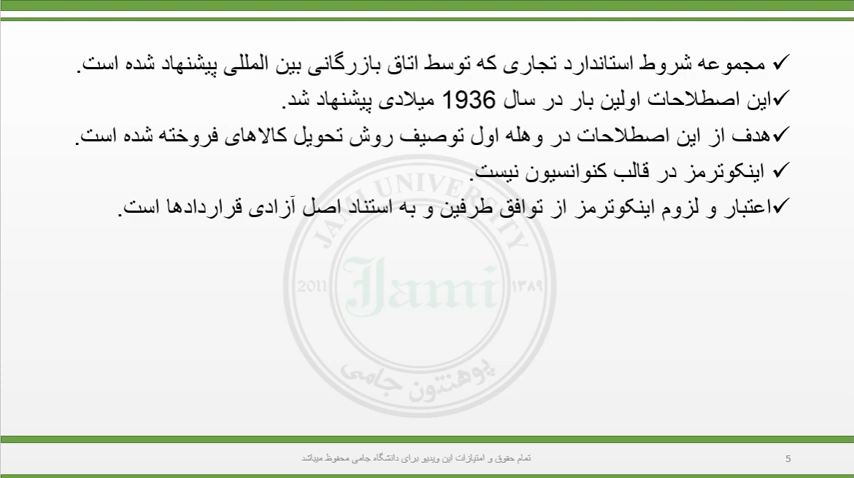 ✓ مجموعه شروط استاندارد تجاری که توسط اتاق بازرگانی بین المللی پیشنهاد شده است.
✓این اصطلاحات اولین بار در سال 1936 میلادی پیشنهاد شد.
✓هدف از این اصطلاحات در وهله اول توصیف روش تحویل کالاهای فروخته شده است.
✓ اینکوترمز در قالب کنوانسیون نیست.
✓اعتبار و لزوم اینکوترمز از توافق طرفین و به استناد اصل آزادی قراردادها است.
JAMI UNIVERSITY
2011 Jami ۱۳۸۹
پوهنتون جامی
تمام حقوق و امتیازات این ویدیو برای دانشگاه جامی محفوظ میباشد
5